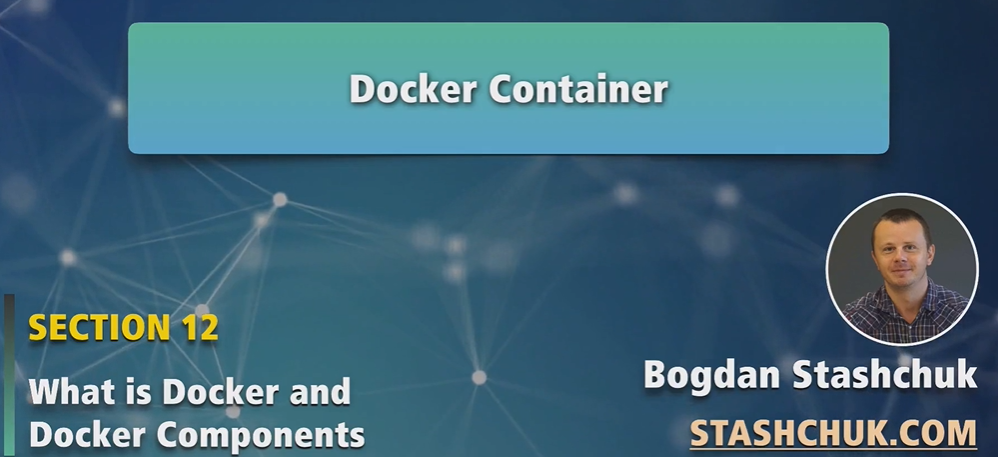 Docker Container
SECTION 12
What is Docker and
Docker Components
Bogdan Stashchuk
STASHCHUK.COM